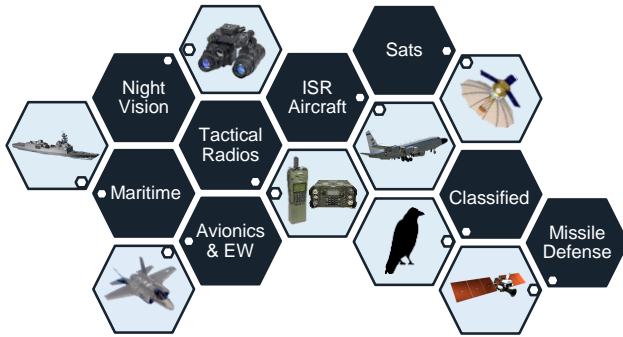 Sats
Night
Vision
ISR
Aircraft
Tactical
Radios
Maritime
Classified
Avionics
& EW
Missile
Defense